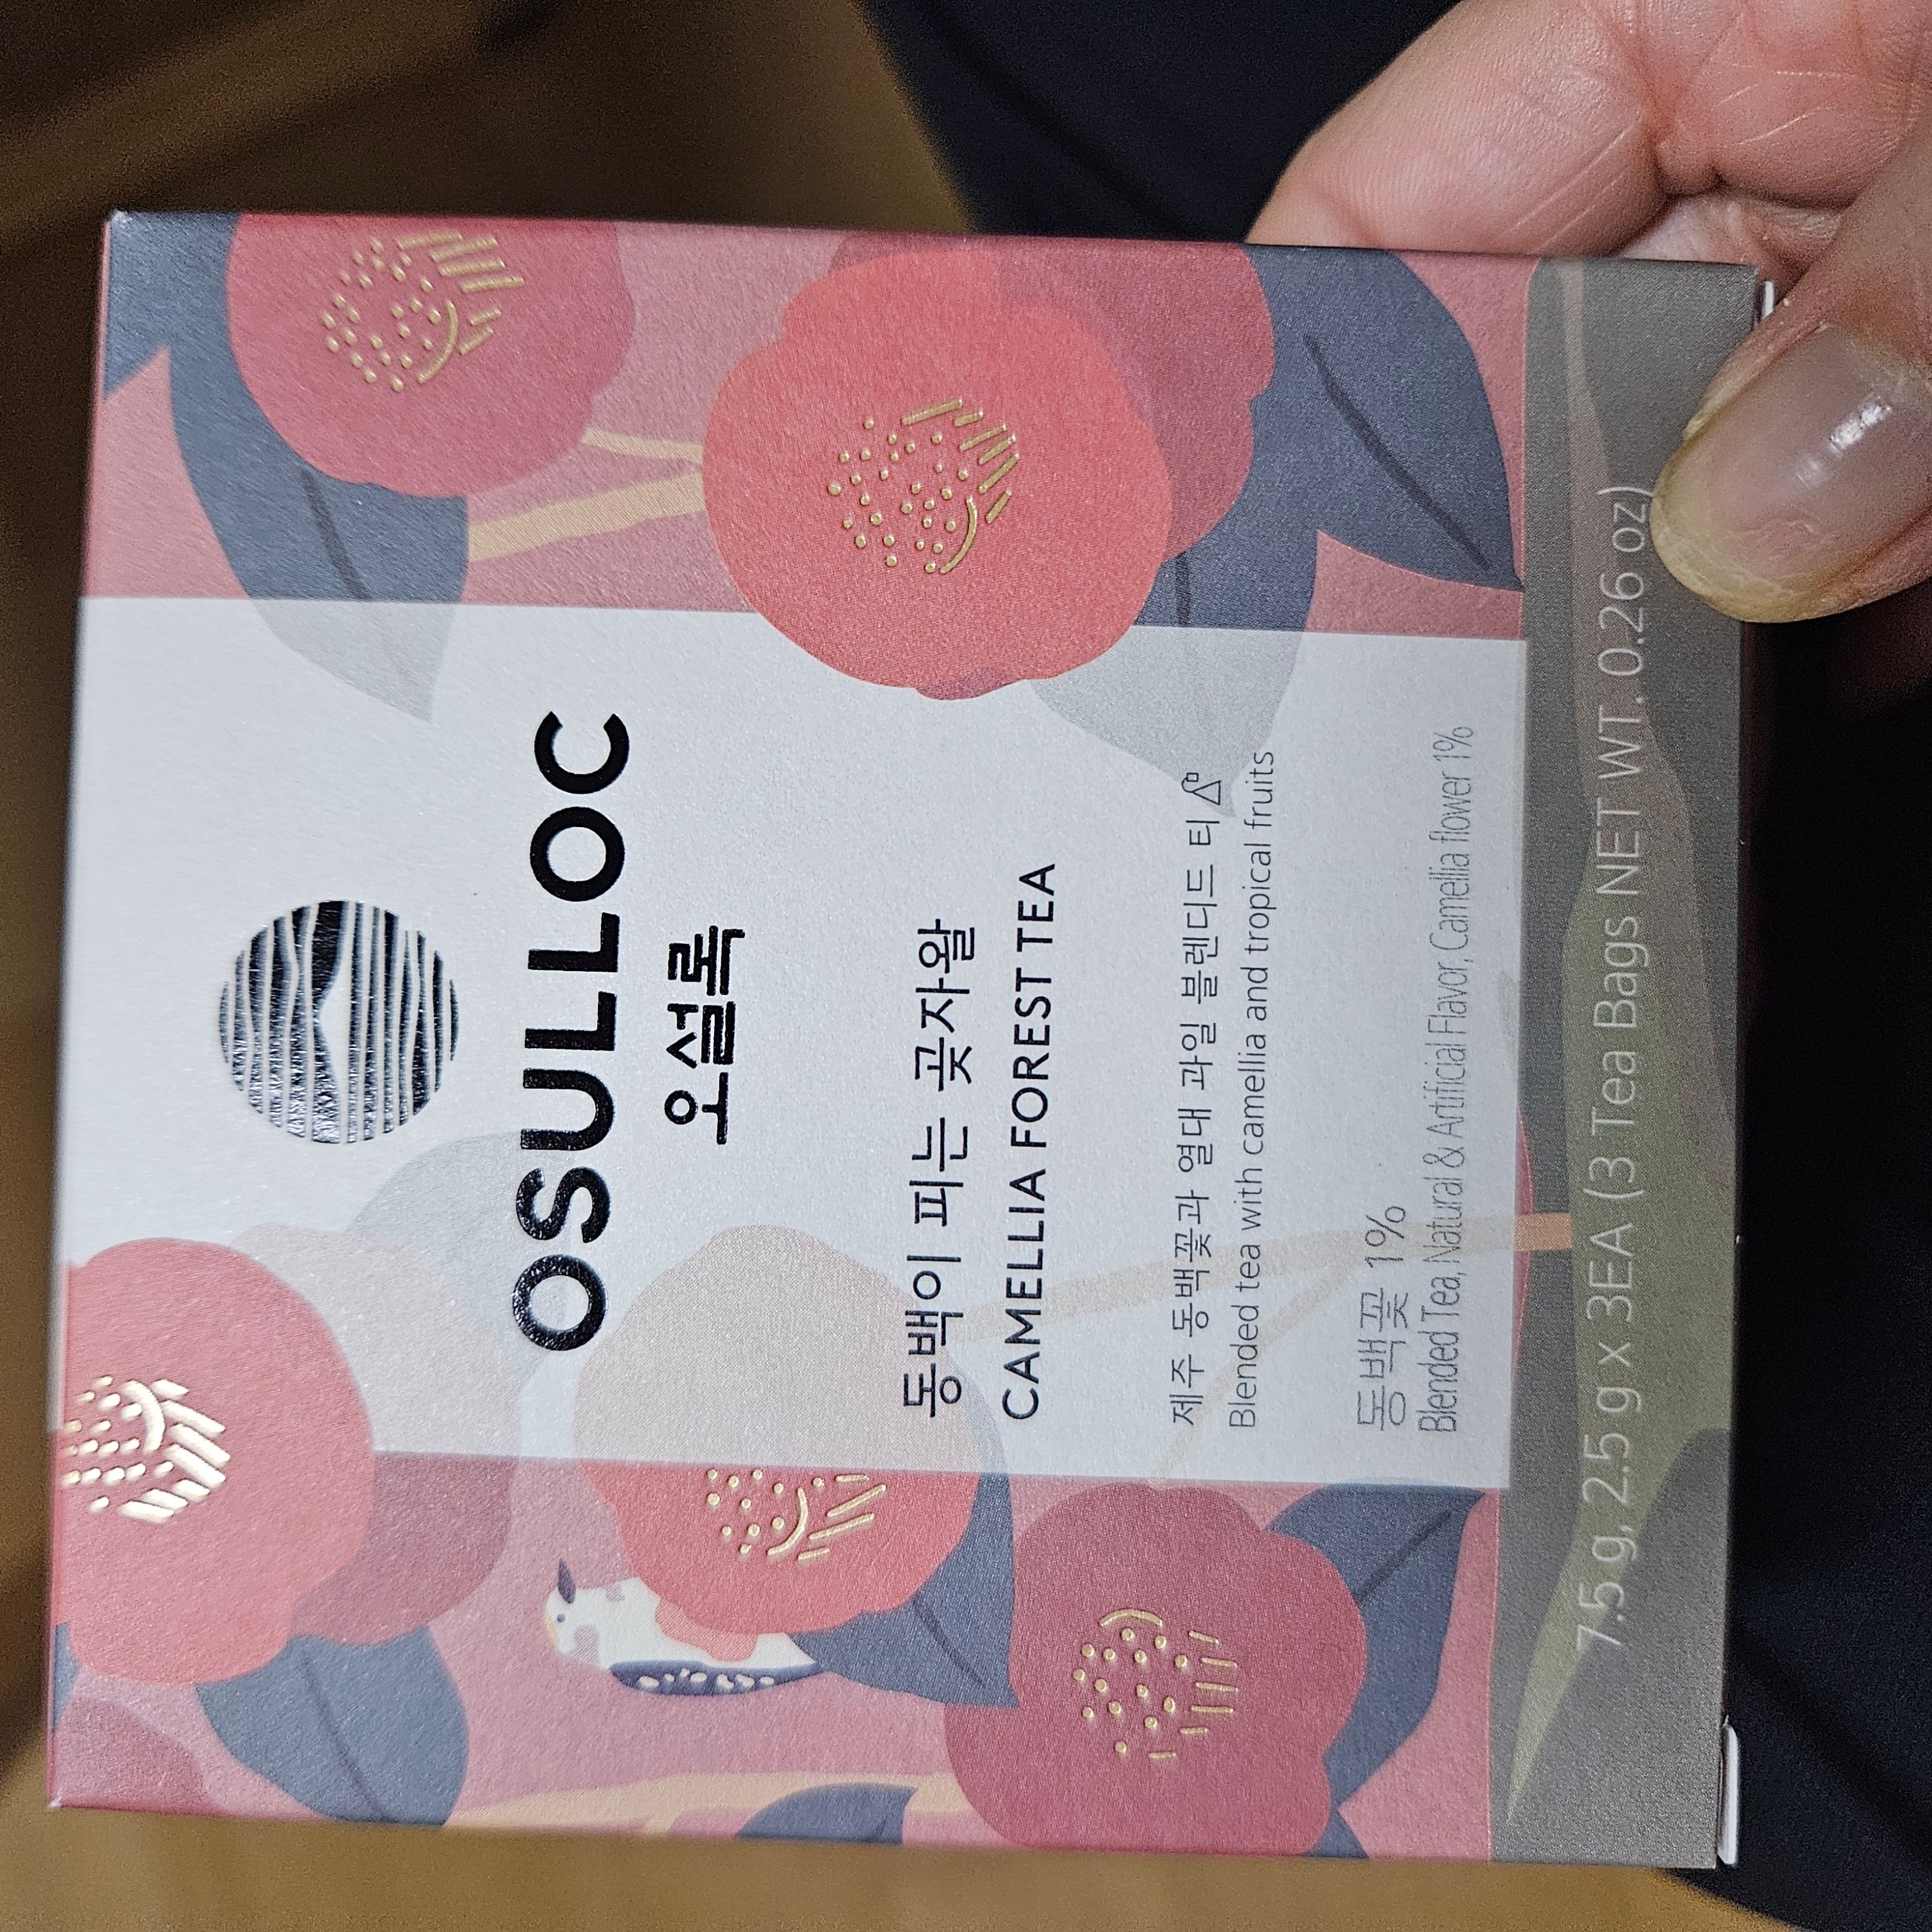 OSULLOC
오설록
동백이 피는 곶자왈
CAMELLIA FOREST TEA
제주 동백꽃과 열대 과일 블렌디드 티
Blended tea with camellia and tropical fruits
동백꽃 1%
Blended Tea, Natural & Artificial Flavor, Camellia flower 1%
7.5 g, 2.5 g x 3EA (3 Tea Bags NET WT. 0.26 oz)